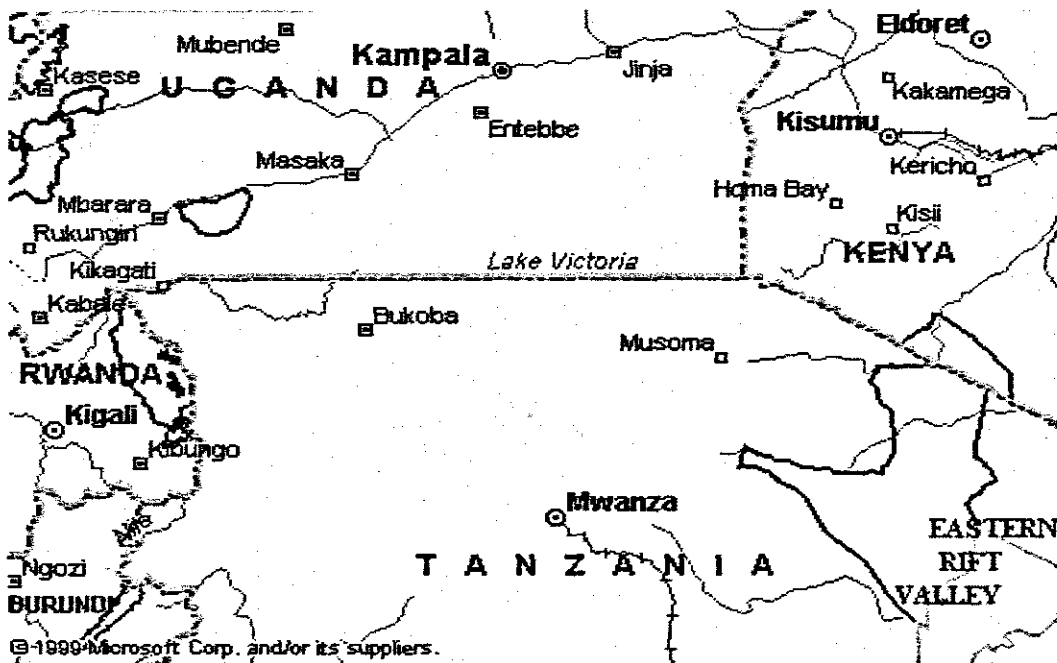 Eldoret
Mubende
Kampala
Jinja
Kasese
UGANDA
Kakamega
Entebbe
Kisumu
Masaka
Kericho
Homa Bay
Mbarara
Kisii
Rukungiri
KENYA
Kikagati
Lake Victoria
Kabale
Bukoba
Musoma
RWANDA
Kigali
Kibungo
Mwanza
EASTERN
RIFT
VALLEY
TANZANIA
Ngozi
BURUNDI
© 1999 Microsoft Corp. and/or its suppliers.